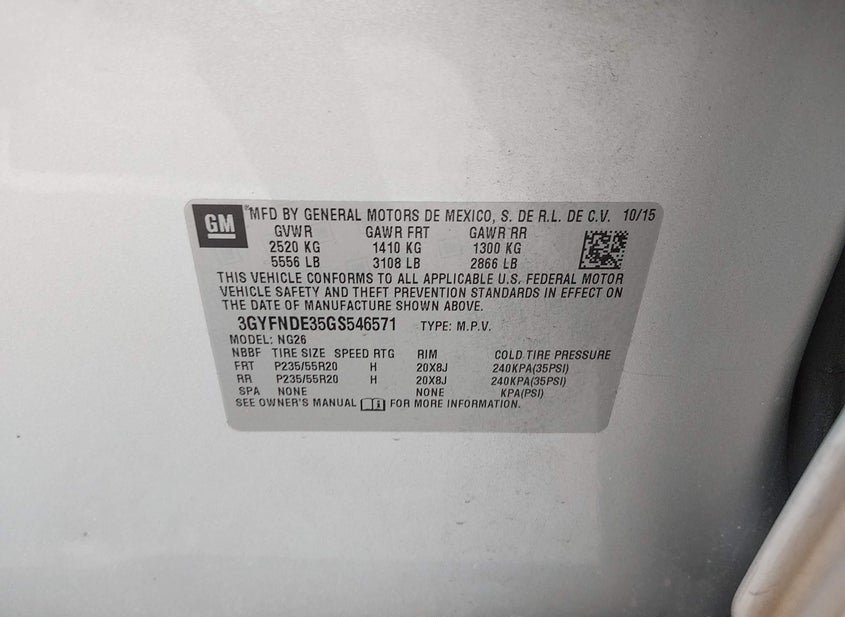 GM MFD BY GENERAL MOTORS DE MEXICO, S. DE R.L. DE C.V. 10/15
GVWR GAWR FRT GAWR RR
2520 KG 1410 KG 1300 KG
5556 LB 3108 LB 2866 LB
THIS VEHICLE CONFORMS TO ALL APPLICABLE U.S. FEDERAL MOTOR
VEHICLE SAFETY AND THEFT PREVENTION STANDARDS IN EFFECT ON
THE DATE OF MANUFACTURE SHOWN ABOVE.
3GYFNDE35GS546571 TYPE: M.P.V.
MODEL: NG26
NBBF TIRE SIZE SPEED RTG RIM COLD TIRE PRESSURE
FRT P235/55R20 H 20X8J 240KPA(35PSI)
RR P235/55R20 H 20X8J 240KPA(35PSI)
SPA NONE NONE KPA(PSI)
SEE OWNER'S MANUAL FOR MORE INFORMATION.